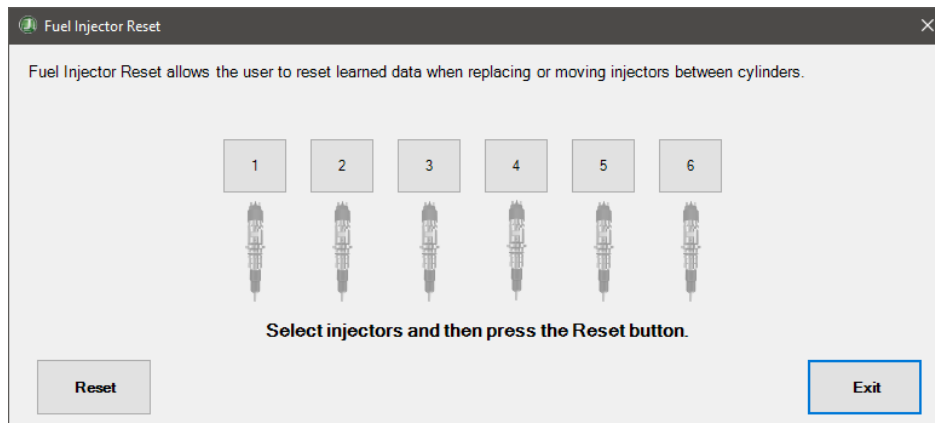 Fuel Injector Reset
Fuel Injector Reset allows the user to reset learned data when replacing or moving injectors between cylinders.
1 2 3 4 5 6
Select injectors and then press the Reset button.
Reset Exit